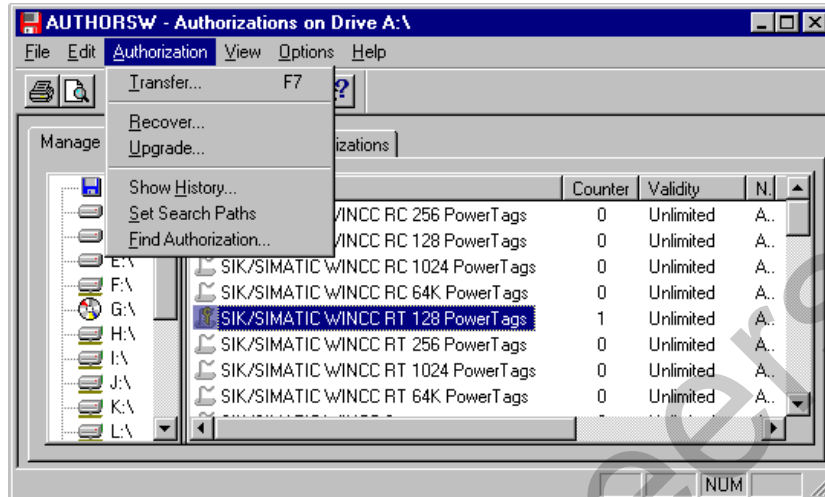 AUTHORSW - Authorizations on Drive A:\
File Edit Authorization View Options Help
Transfer... F7
Recover...
Upgrade...
Show History...
Set Search Paths
Find Authorization...
Manage izations
Counter Validity N.
VINCC RC 256 PowerTags 0 Unlimited A..
VINCC RC 128 PowerTags 0 Unlimited A..
E:\ SIK/SIMATIC WINCC RC 1024 PowerTags 0 Unlimited A..
F:\ SIK/SIMATIC WINCC RC 64K PowerTags 0 Unlimited A..
G:\ SIK/SIMATIC WINCC RT 128 PowerTags 1 Unlimited A..
H:\ SIK/SIMATIC WINCC RT 256 PowerTags 0 Unlimited A..
I:\ SIK/SIMATIC WINCC RT 1024 PowerTags 0 Unlimited A..
J:\ SIK/SIMATIC WINCC RT 64K PowerTags 0 Unlimited A..
K:\
L:\
NUM